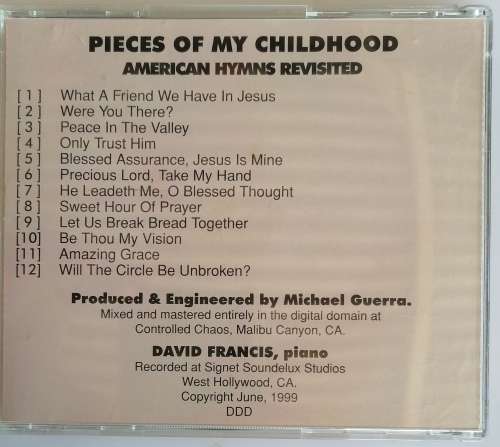 PIECES OF MY CHILDHOOD
AMERICAN HYMNS REVISITED
[ 1 ] What A Friend We Have In Jesus
[ 2 ] Were You There?
[ 3 ] Peace In The Valley
[ 4 ] Only Trust Him
[ 5 ] Blessed Assurance, Jesus Is Mine
[ 6 ] Precious Lord, Take My Hand
[ 7 ] He Leadeth Me, O Blessed Thought
[ 8 ] Sweet Hour Of Prayer
[ 9 ] Let Us Break Bread Together
[10] Be Thou My Vision
[11] Amazing Grace
[12] Will The Circle Be Unbroken?
Produced & Engineered by Michael Guerra.
Mixed and mastered entirely in the digital domain at
Controlled Chaos, Malibu Canyon, CA.
DAVID FRANCIS, piano
Recorded at Signet Soundelux Studios
West Hollywood, CA.
Copyright June, 1999
DDD